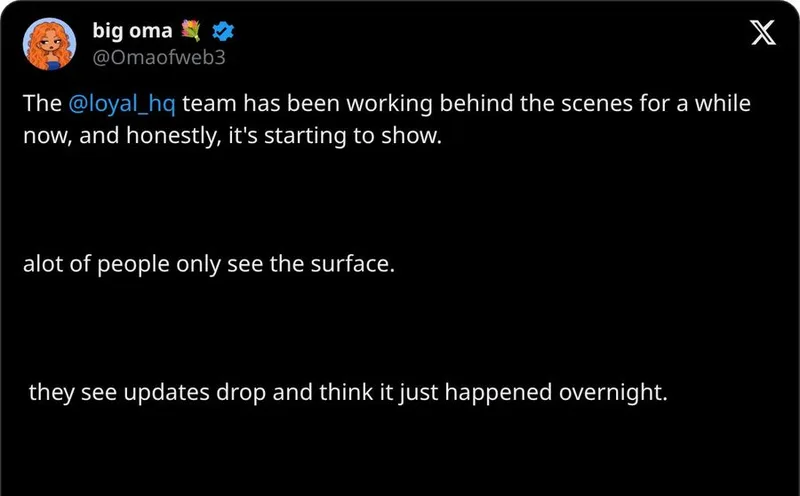 big oma 💐
@Omaofweb3
The @loyal_hq team has been working behind the scenes for a while
now, and honestly, it's starting to show.
alot of people only see the surface.
they see updates drop and think it just happened overnight.